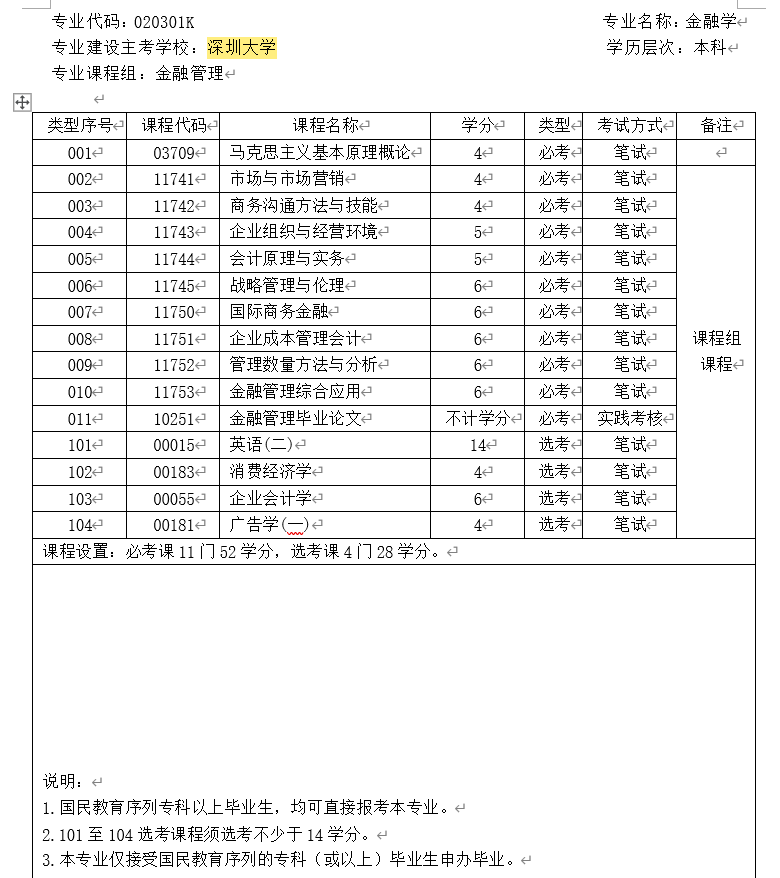 专业代码：020301K 专业名称：金融学
专业建设主考学校：深圳大学 学历层次：本科
专业课程组：金融管理
类型序号 课程代码 课程名称 学分 类型 考试方式 备注
001 03709 马克思主义基本原理概论 4 必考 笔试
002 11741 市场与市场营销 4 必考 笔试
003 11742 商务沟通方法与技能 4 必考 笔试
004 11743 企业组织与经营环境 5 必考 笔试
005 11744 会计原理与实务 5 必考 笔试
006 11745 战略管理与伦理 6 必考 笔试
007 11750 国际商务金融 6 必考 笔试
008 11751 企业成本管理会计 6 必考 笔试 课程组
009 11752 管理数量方法与分析 6 必考 笔试 课程
010 11753 金融管理综合应用 6 必考 笔试
011 10251 金融管理毕业论文 不计学分 必考 实践考核
101 00015 英语(二) 14 选考 笔试
102 00183 消费经济学 4 选考 笔试
103 00055 企业会计学 6 选考 笔试
104 00181 广告学(一) 4 选考 笔试
课程设置：必考课 11 门 52 学分，选考课 4 门 28 学分。
说明：
1.国民教育序列专科以上毕业生，均可直接报考本专业。
2.101 至 104 选考课程须选考不少于 14 学分。
3.本专业仅接受国民教育序列的专科（或以上）毕业生申办毕业。